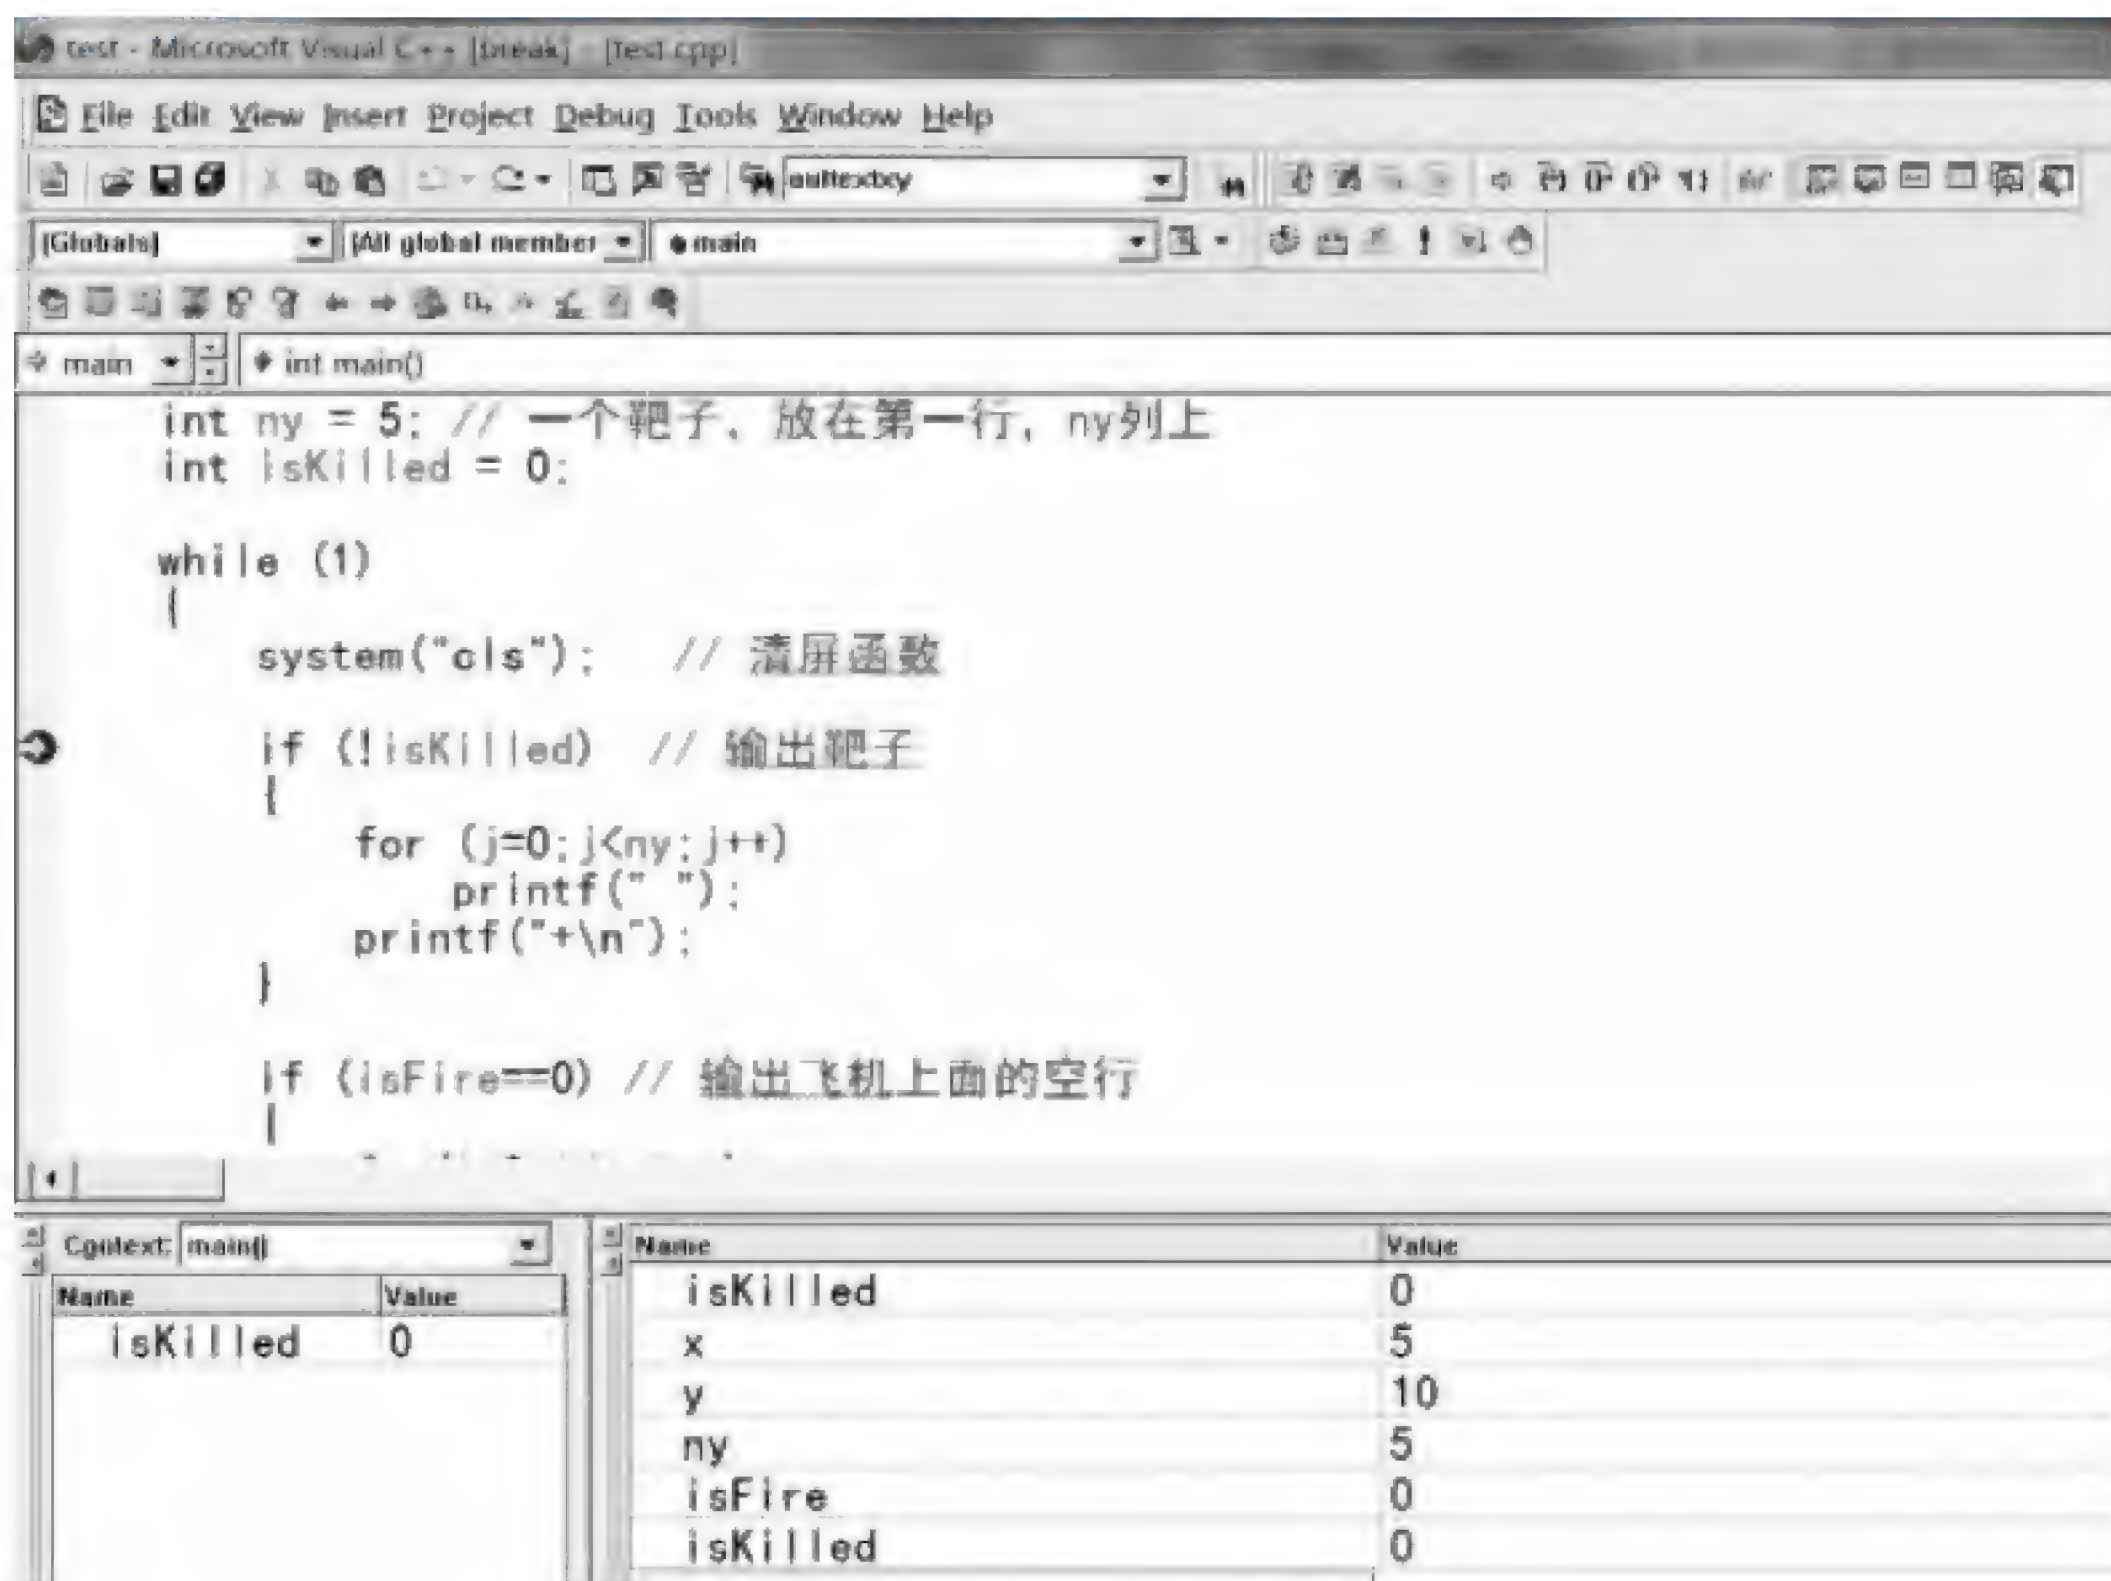 test - Microsoft Visual C++ [break] - [test.cpp]
File Edit View Insert Project Debug Tools Window Help
outtextxy
(Globals) (All global member main
main int main()
int ny = 5; // 一个靶子，放在第一行，ny列上
int isKilled = 0;
while (1)
{
system("cls"); // 清屏函数
if (!isKilled) // 输出靶子
{
for (j=0;j<ny;j++)
printf(" ");
printf("+\n");
}
if (isFire==0) // 输出飞机上面的空行
{
Context: main()
Name Value
isKilled 0
Name Value
isKilled 0
x 5
y 10
ny 5
isFire 0
isKilled 0